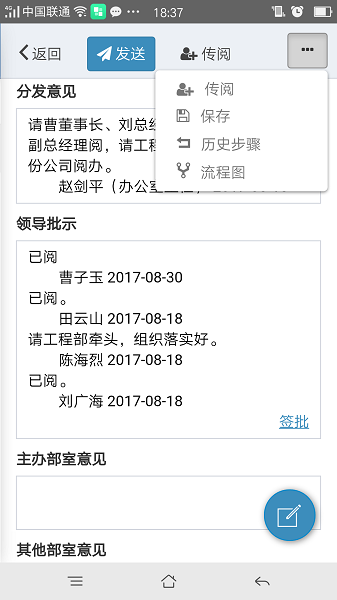 4G 中国联通 18:37
返回 发送 传阅
传阅
保存
历史步骤
流程图
分发意见
请曹董事长、刘总经
副总经理阅，请工程
份公司阅办。
赵剑平（办公室
领导批示
已阅
曹子玉 2017-08-30
已阅。
田云山 2017-08-18
请工程部牵头，组织落实好。
陈海烈 2017-08-18
已阅。
刘广海 2017-08-18
签批
主办部室意见
其他部室意见